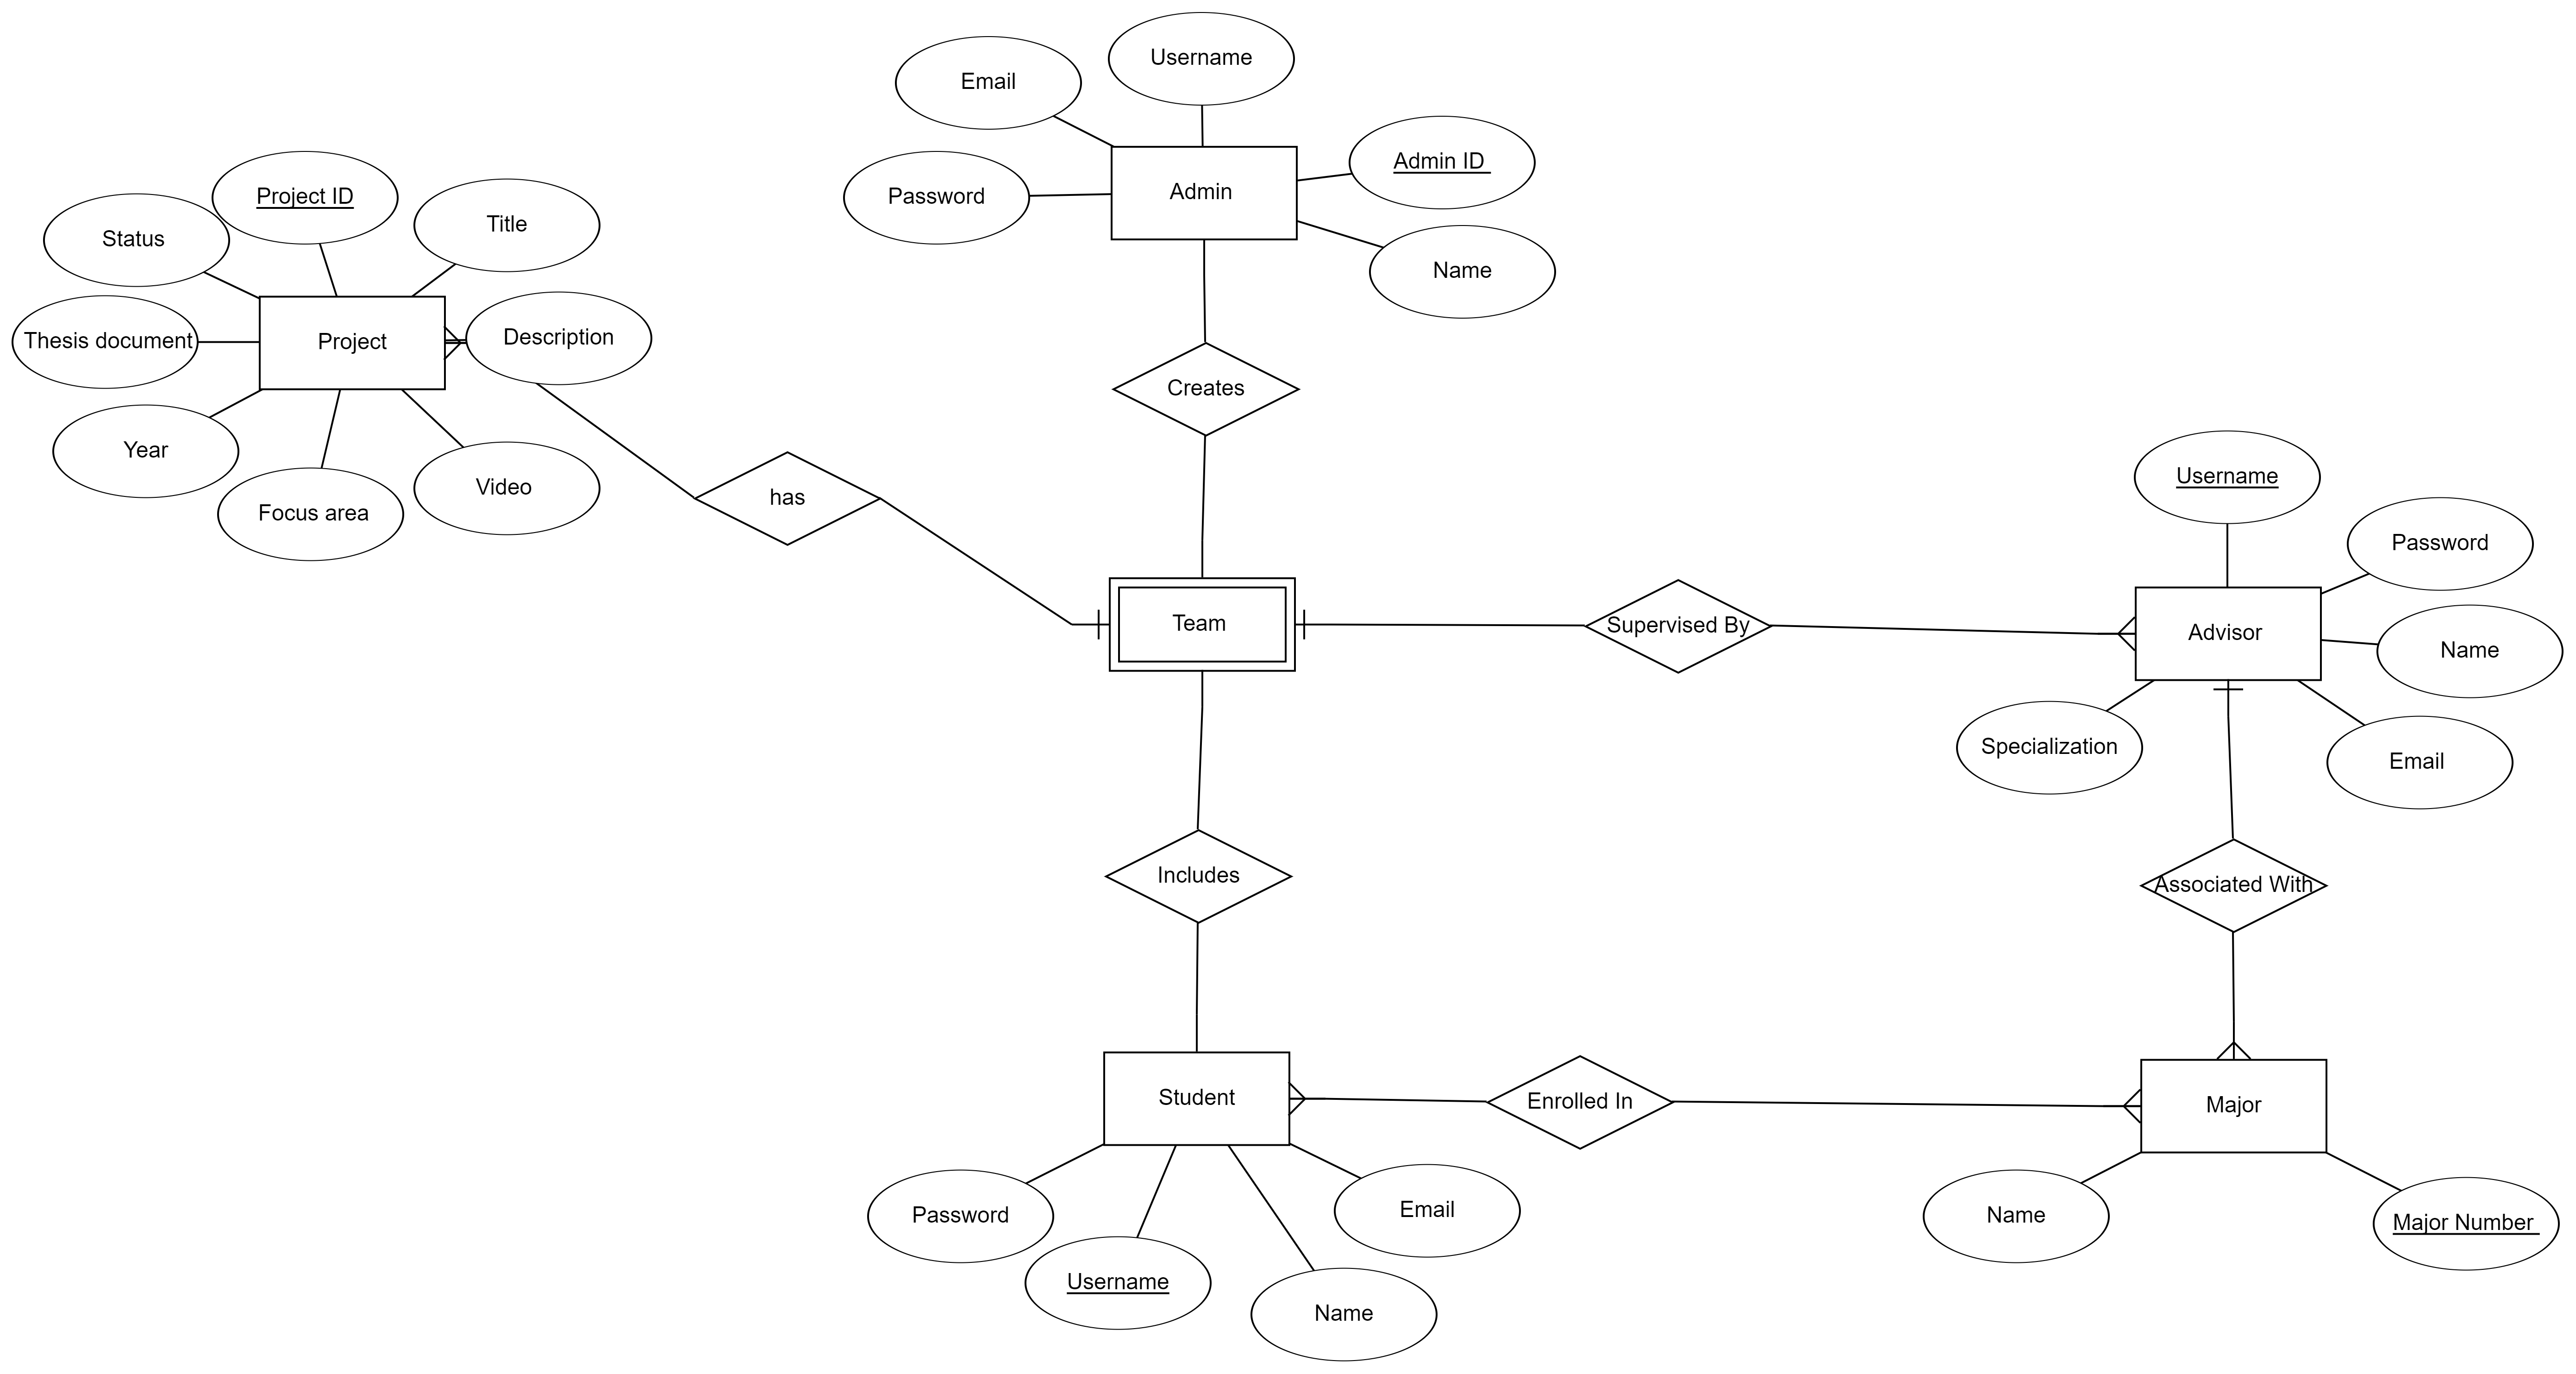 Username
Email
Admin ID
Password
Admin
Name
Project ID
Title
Status
Thesis document
Project
Description
Year
Focus area
Video
Creates
has
Team
Supervised By
Username
Password
Advisor
Name
Specialization
Email
Includes
Associated With
Student
Enrolled In
Major
Password
Username
Name
Email
Name
Major Number